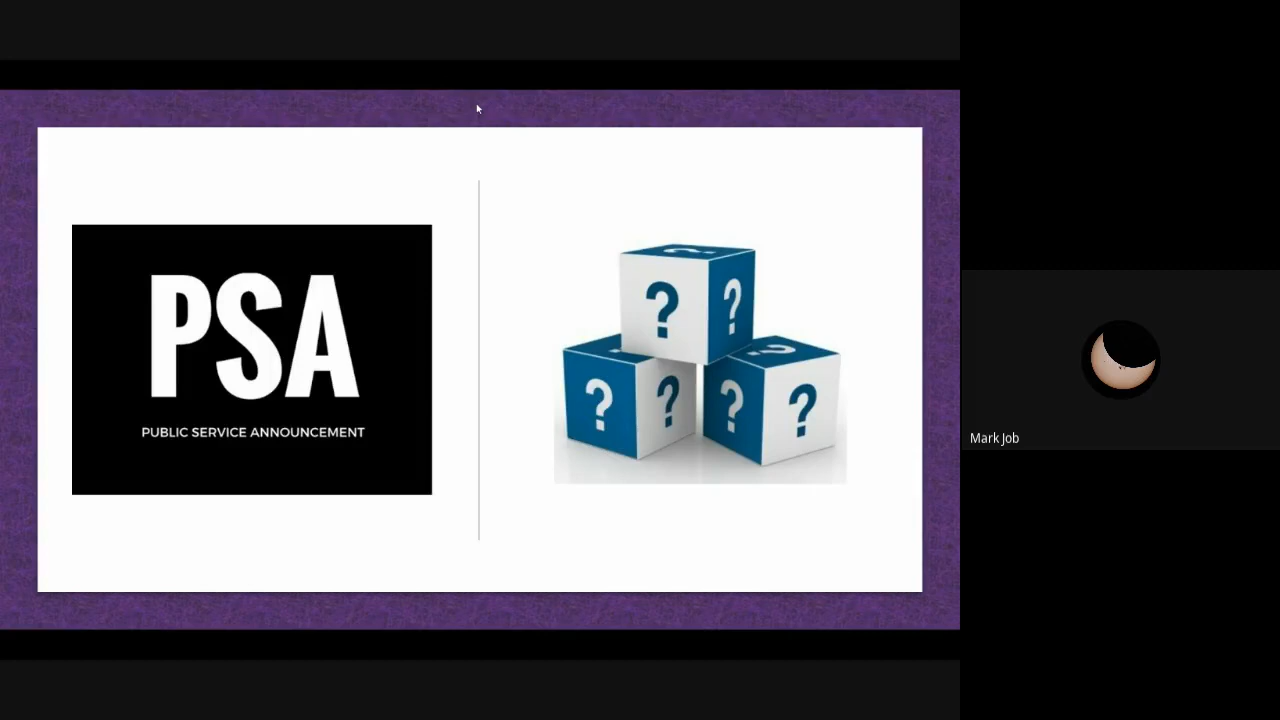 PSA
PUBLIC SERVICE ANNOUNCEMENT
?
? ?
? ? ? ?
? ? ?
Mark Job